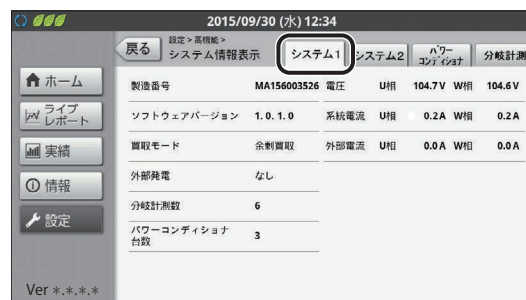 2015/09/30 (水) 12:34
戻る
設定 > 高機能 >
システム情報表示
システム1
システム2
パワーコンディショナ
分岐計測
ホーム
ライブレポート
実績
情報
設定
Ver *.*.*.*
製造番号 MA156003526 電圧 U相 104.7 V W相 104.6 V
ソフトウェアバージョン 1.0.1.0 系統電流 U相 0.2 A W相 0.2 A
買取モード 余剰買取 外部電流 U相 0.0 A W相 0.0 A
外部発電 なし
分岐計測数 6
パワーコンディショナ台数 3